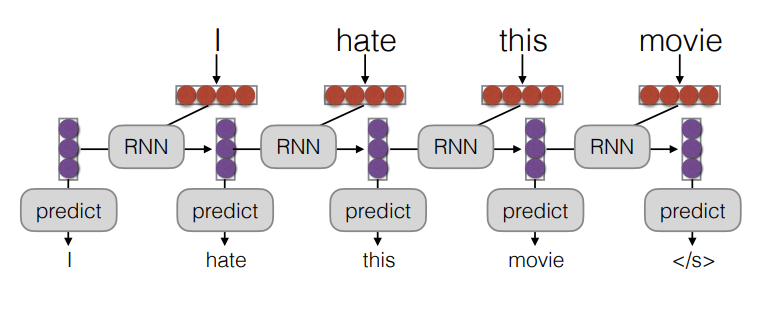 I hate this movie
RNN RNN RNN RNN
predict predict predict predict predict
I hate this movie </s>